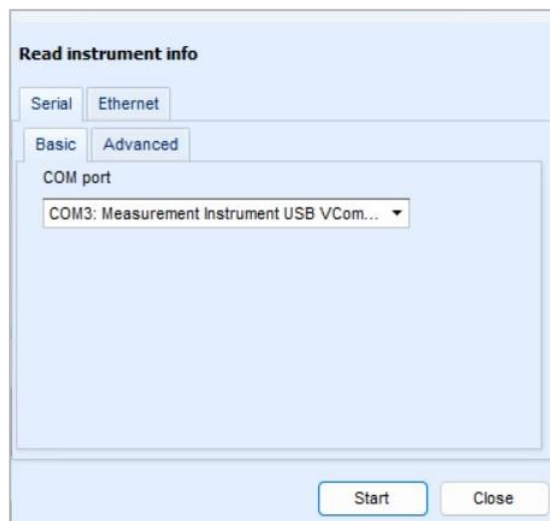 Read instrument info
Serial Ethernet
Basic Advanced
COM port
COM3: Measurement Instrument USB VCom...
Start Close